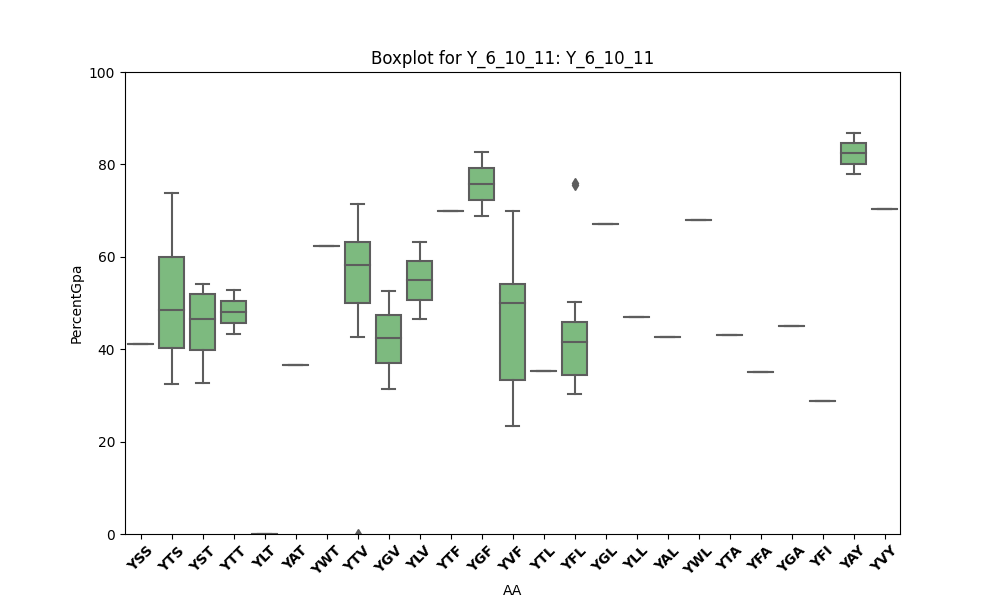 Boxplot for Y_6_10_11: Y_6_10_11
100
80
60
40
20
0
PercentGpa
YSS YTS YST YTT YLT YAT YWT YTV YGV YLV YTF YGF YVF YTL YFL YGL YLL YAL YWL YTA YFA YGA YFI YAY YVY
AA